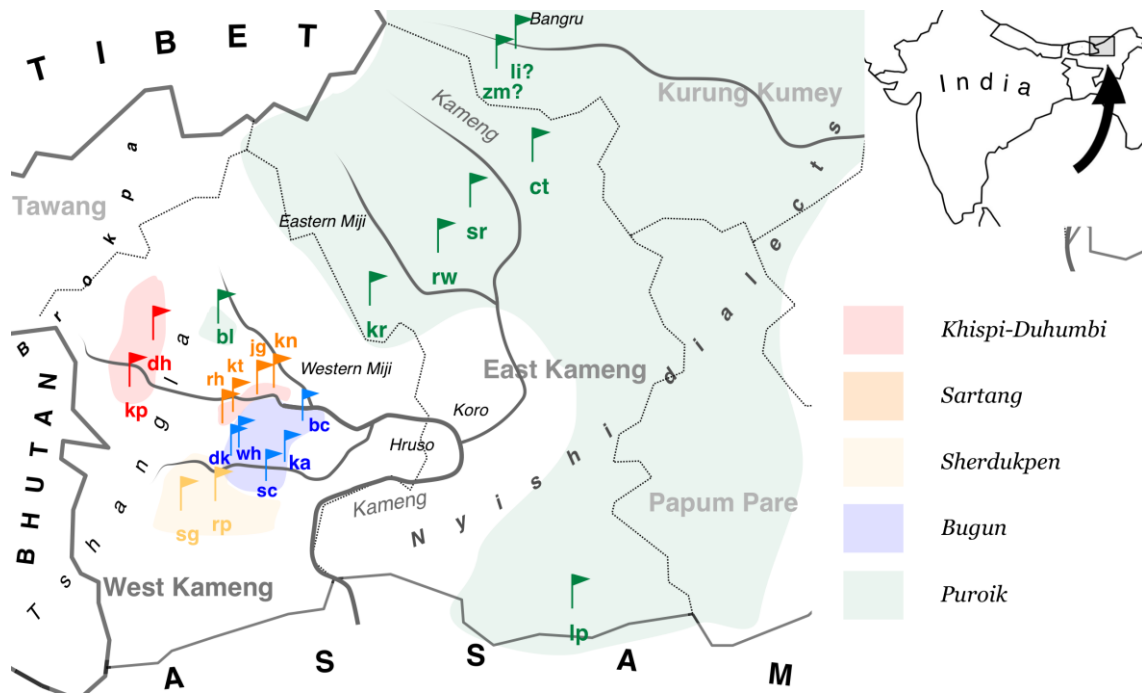 TIBET
Bangru
li?
zm?
Kameng
Kurung Kumey
India
ct
Tawang
Brokpa
Eastern Miji
sr
rw
kr
bl
dh
kp
jg
kn
kt
rh
Western Miji
East Kameng
Koro
bc
dk
wh
ka
sc
Hruso
Kameng
Nyishi dialects
Papum Pare
sg
rp
BHUTAN
Tshangla
West Kameng
lp
ASSAM
Khispi-Duhumbi
Sartang
Sherdukpen
Bugun
Puroik